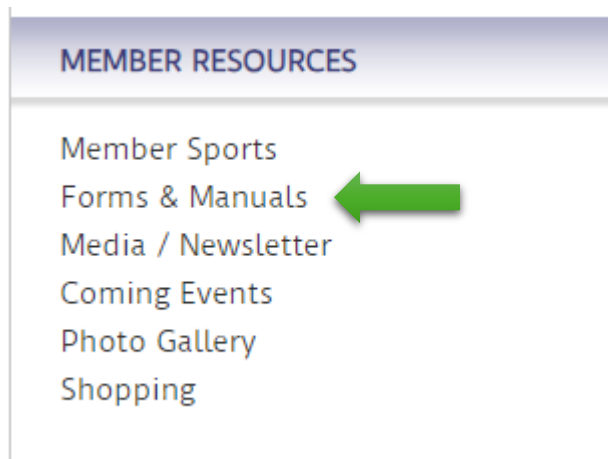 MEMBER RESOURCES
Member Sports
Forms & Manuals
Media / Newsletter
Coming Events
Photo Gallery
Shopping